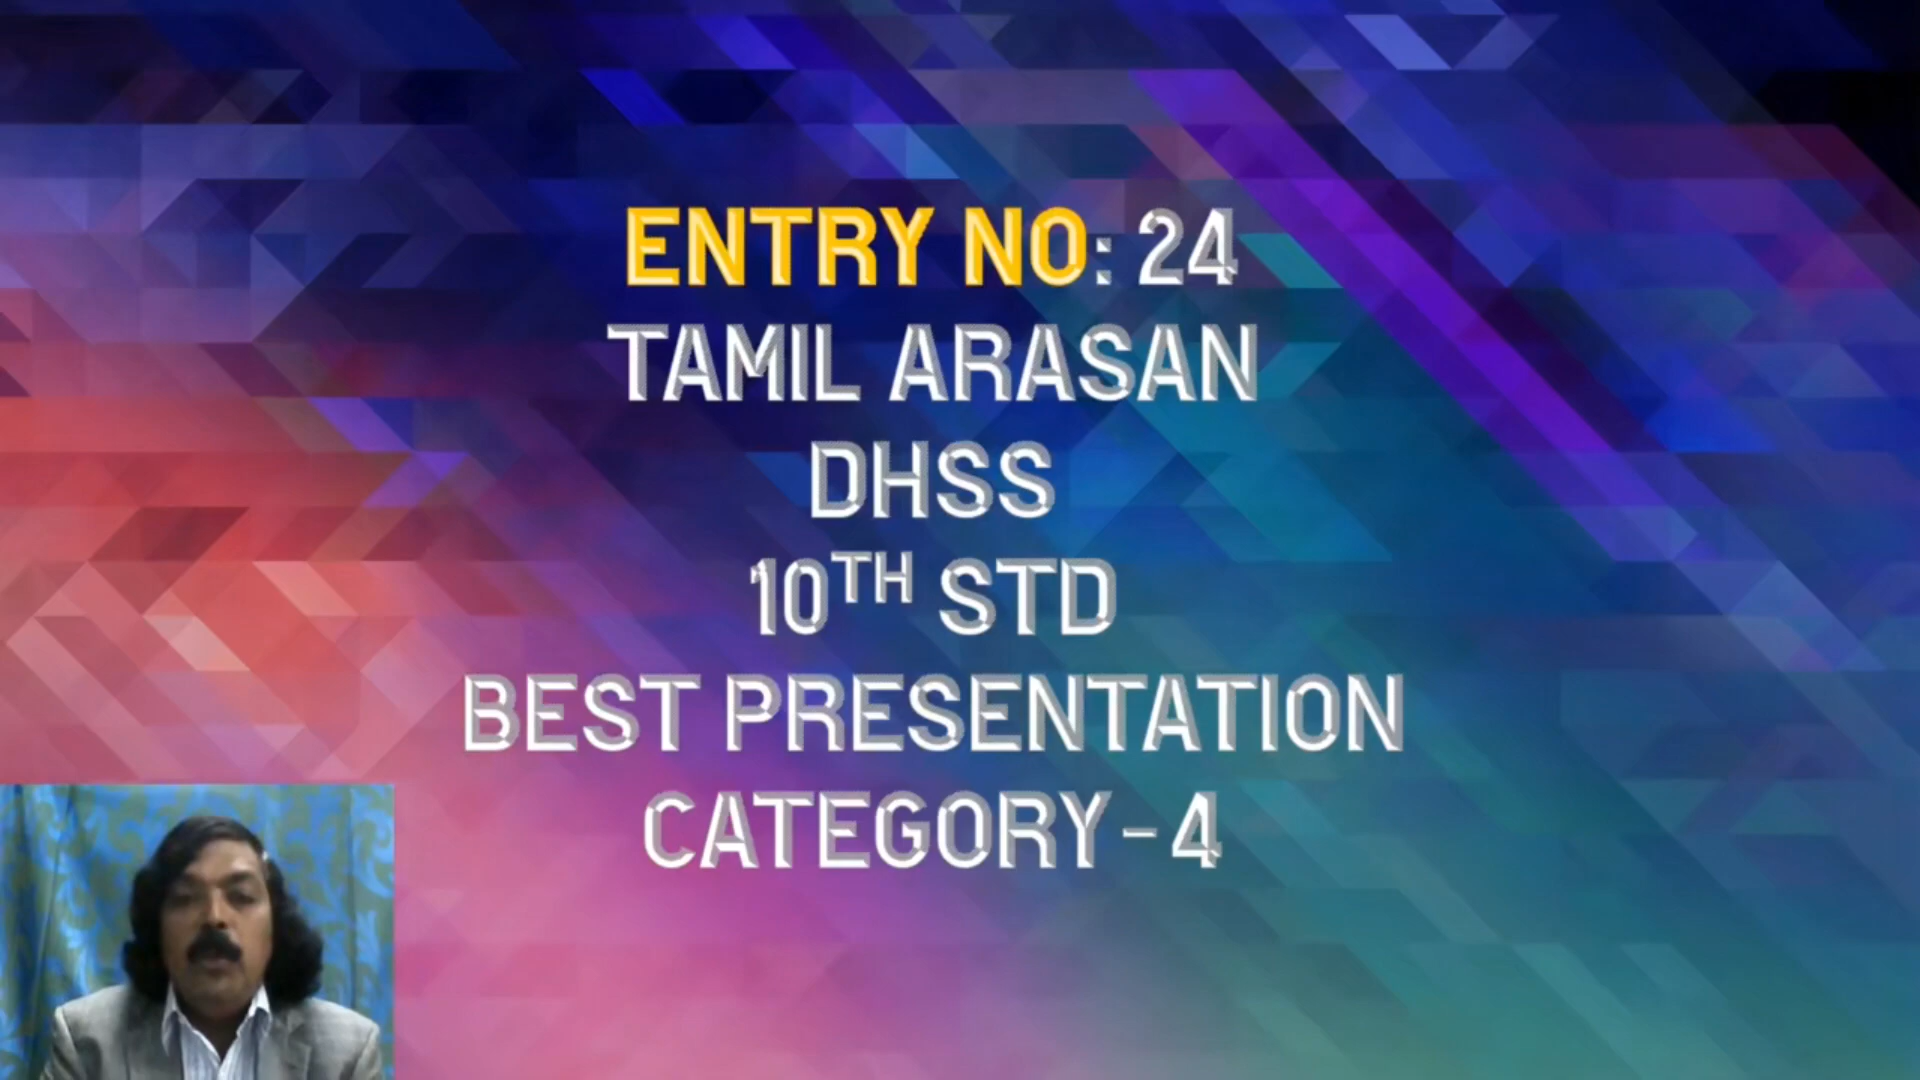 ENTRY NO: 24
TAMIL ARASAN
DHSS
10TH STD
BEST PRESENTATION
CATEGORY-4